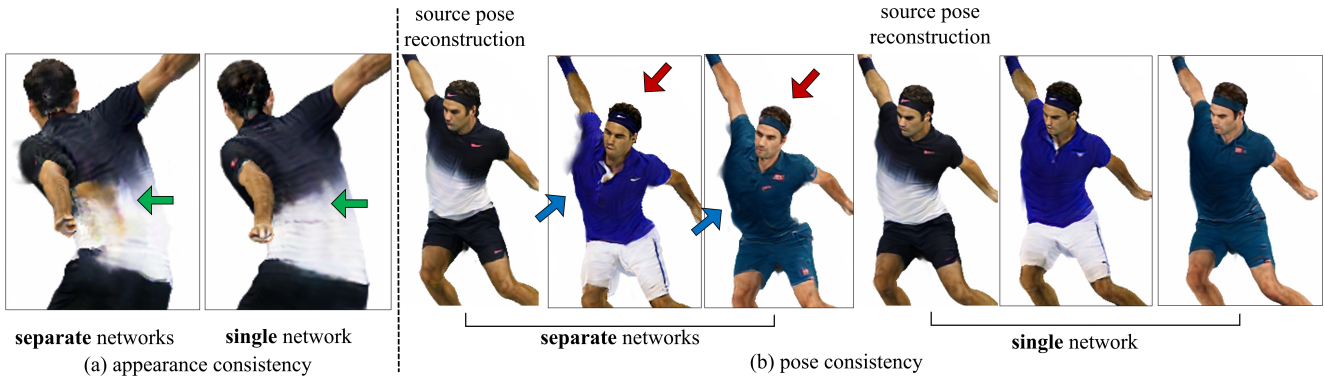 source pose
reconstruction
source pose
reconstruction
separate networks
single network
(a) appearance consistency
separate networks
single network
(b) pose consistency